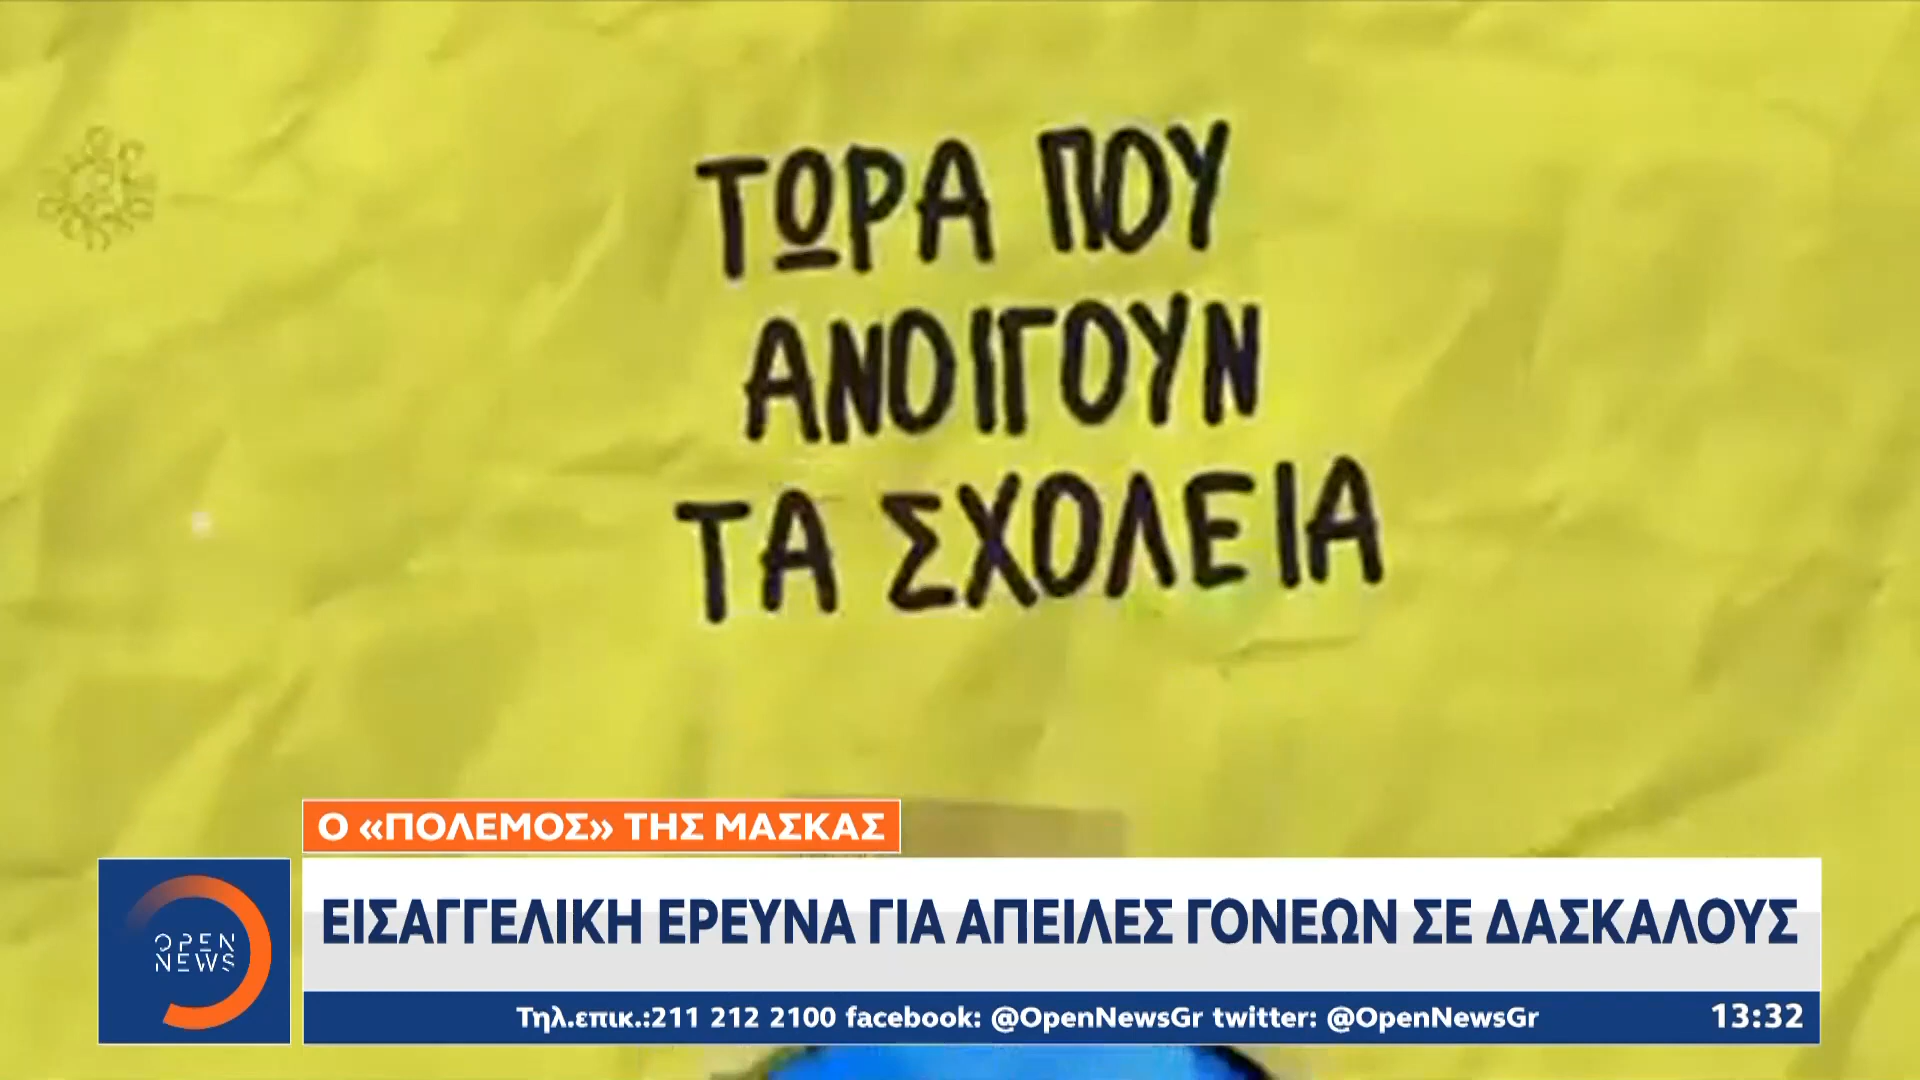 ΤΩΡΑ ΠΟΥ
ΑΝΟΙΓΟΥΝ
ΤΑ ΣΧΟΛΕΙΑ
Ο «ΠΟΛΕΜΟΣ» ΤΗΣ ΜΑΣΚΑΣ
ΕΙΣΑΓΓΕΛΙΚΗ ΕΡΕΥΝΑ ΓΙΑ ΑΠΕΙΛΕΣ ΓΟΝΕΩΝ ΣΕ ΔΑΣΚΑΛΟΥΣ
OPEN
NEWS
Τηλ.επικ.:211 212 2100 facebook: @OpenNewsGr twitter: @OpenNewsGr 13:32